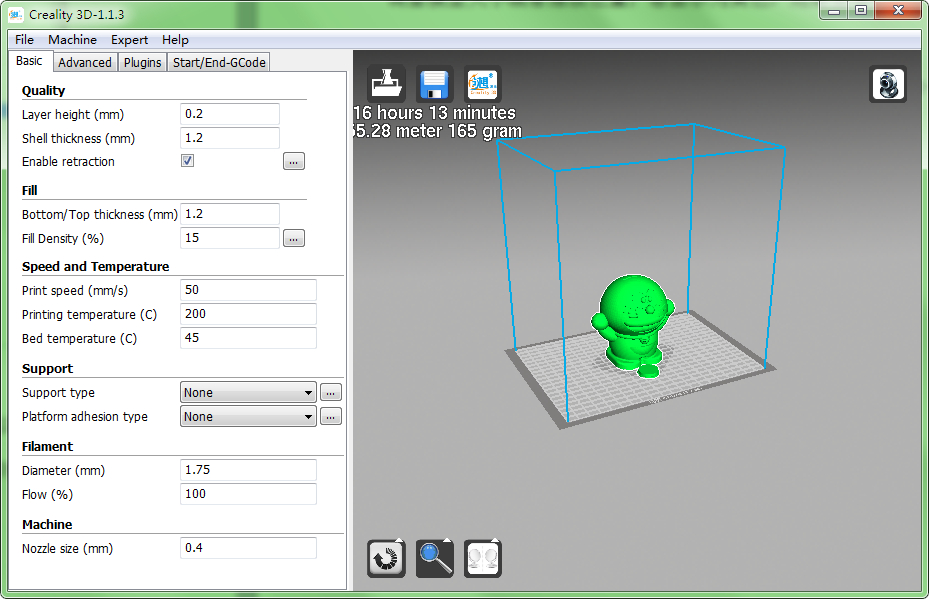 Creality 3D-1.1.3
File Machine Expert Help
Basic Advanced Plugins Start/End-GCode
Quality
Layer height (mm) 0.2
Shell thickness (mm) 1.2
Enable retraction ...
Fill
Bottom/Top thickness (mm) 1.2
Fill Density (%) 15 ...
Speed and Temperature
Print speed (mm/s) 50
Printing temperature (C) 200
Bed temperature (C) 45
Support
Support type None ...
Platform adhesion type None ...
Filament
Diameter (mm) 1.75
Flow (%) 100
Machine
Nozzle size (mm) 0.4
16 hours 13 minutes
55.28 meter 165 gram